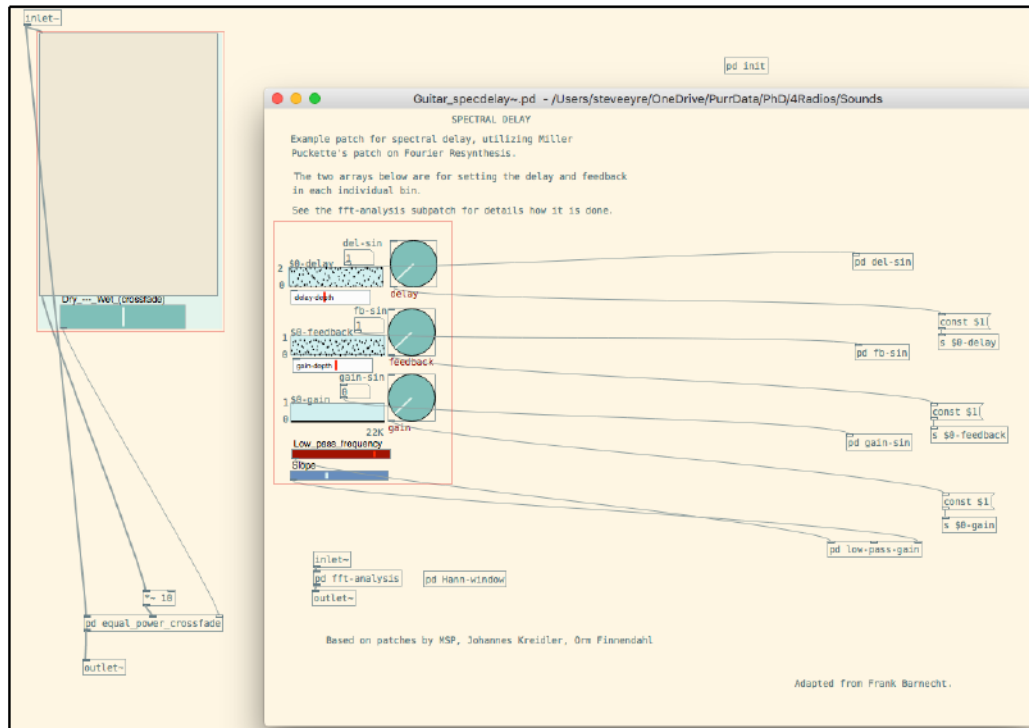 inlet~
pd init
Guitar_specdelay~.pd - /Users/steveeyre/OneDrive/PurrData/PhD/4Radios/Sounds
SPECTRAL DELAY
Example patch for spectral delay, utilizing Miller
Puckette's patch on Fourier Resynthesis.
The two arrays below are for setting the delay and feedback
in each individual bin.
See the fft-analysis subpatch for details how it is done.
del-sin
1
$0-delay
2
0
delay-depth
delay
pd del-sin
const $1
s $0-delay
fb-sin
1
$0-feedback
1
0
gain-depth
feedback
pd fb-sin
const $1
s $0-feedback
gain-sin
0
$0-gain
1
0
22K
gain
pd gain-sin
const $1
s $0-gain
Low_psas_frequency
Slope
pd low-pass-gain
Dry_---_Wet_(crossfade)
inlet~
pd fft-analysis
pd Hann-window
outlet~
*~ 10
pd equal_power_crossfade
outlet~
Based on patches by MSP, Johannes Kreidler, Orm Finnendahl
Adapted from Frank Barnecht.